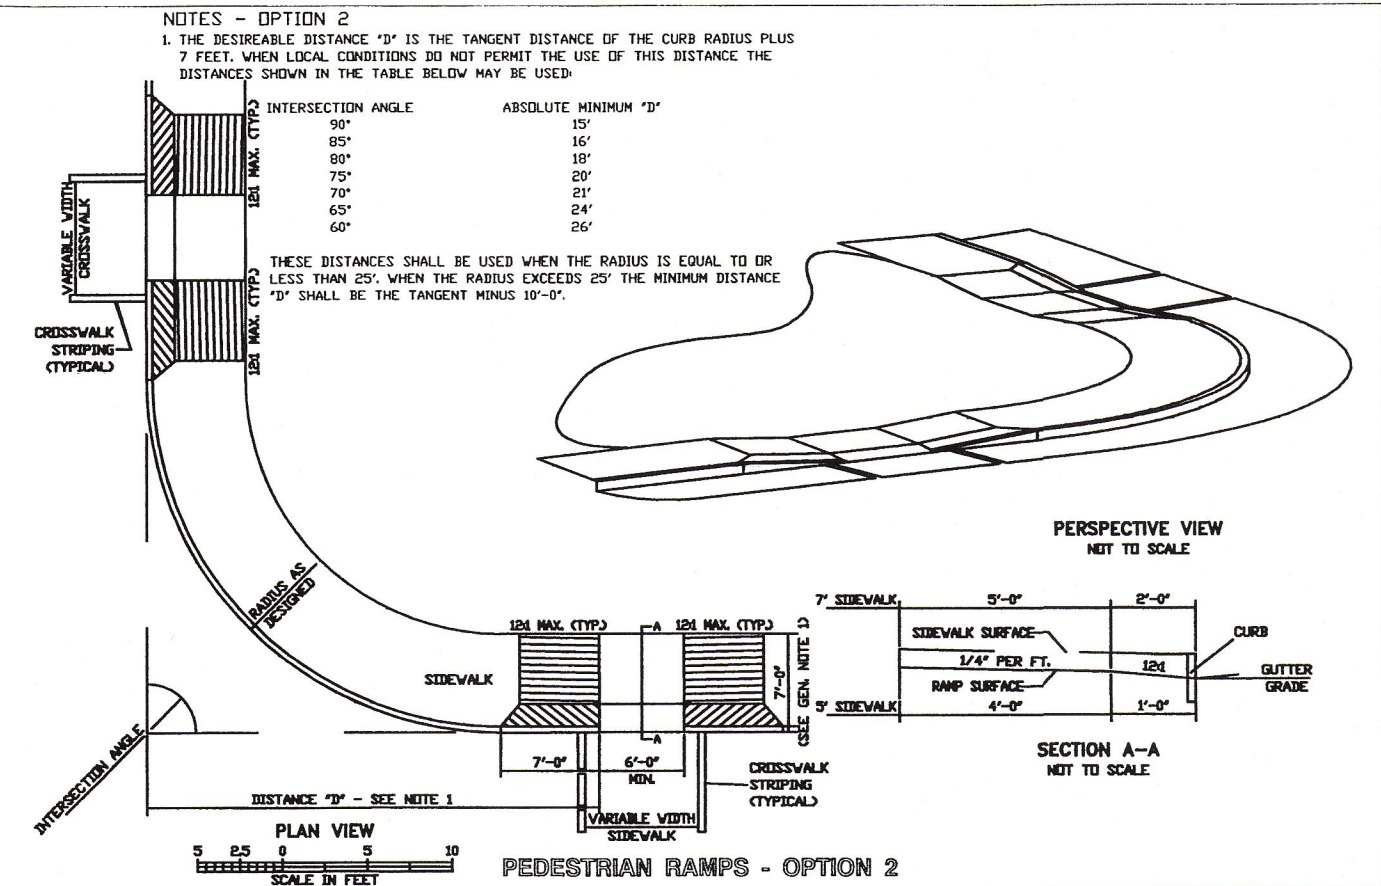 NOTES - OPTION 2
1. THE DESIREABLE DISTANCE "D" IS THE TANGENT DISTANCE OF THE CURB RADIUS PLUS
7 FEET. WHEN LOCAL CONDITIONS DO NOT PERMIT THE USE OF THIS DISTANCE THE
DISTANCES SHOWN IN THE TABLE BELOW MAY BE USED:
INTERSECTION ANGLE ABSOLUTE MINIMUM "D"
90° 15'
85° 16'
80° 18'
75° 20'
70° 21'
65° 24'
60° 26'
THESE DISTANCES SHALL BE USED WHEN THE RADIUS IS EQUAL TO OR
LESS THAN 25'. WHEN THE RADIUS EXCEEDS 25' THE MINIMUM DISTANCE
"D" SHALL BE THE TANGENT MINUS 10'-0".
12:1 MAX. (TYP.)
12:1 MAX. (TYP.)
VARIABLE WIDTH
CROSSWALK
CROSSWALK
STRIPING
(TYPICAL)
RADIUS AS
DESIGNED
PERSPECTIVE VIEW
NOT TO SCALE
12:1 MAX. (TYP.)
A
12:1 MAX. (TYP.)
SIDEWALK
7'-0"
(SEE GEN. NOTE 1)
A
7'-0"
6'-0"
MIN.
CROSSWALK
STRIPING
(TYPICAL)
DISTANCE "D" - SEE NOTE 1
VARIABLE WIDTH
SIDEWALK
INTERSECTION ANGLE
7' SIDEWALK 5'-0" 2'-0"
SIDEWALK SURFACE
CURB
1/4" PER FT.
12:1
GUTTER
GRADE
RAMP SURFACE
5' SIDEWALK 4'-0" 1'-0"
SECTION A-A
NOT TO SCALE
PLAN VIEW
5 2.5 0 5 10
SCALE IN FEET
PEDESTRIAN RAMPS - OPTION 2